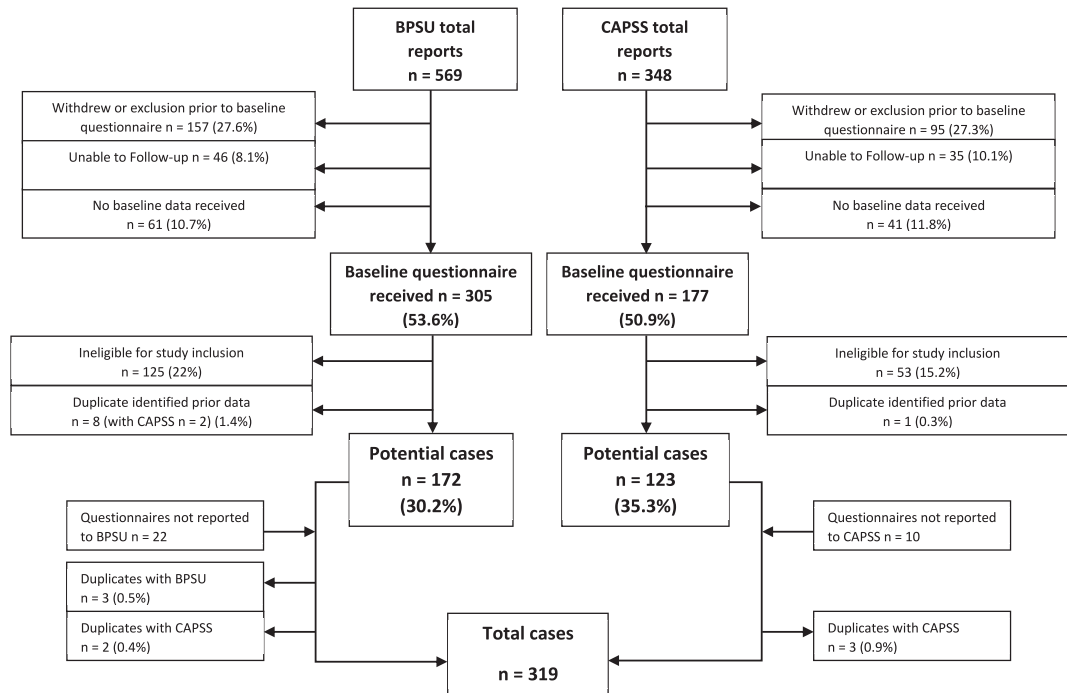 BPSU total
reports
n = 569
CAPSS total
reports
n = 348
Withdrew or exclusion prior to baseline
questionnaire n = 157 (27.6%)
Unable to Follow-up n = 46 (8.1%)
No baseline data received
n = 61 (10.7%)
Withdrew or exclusion prior to baseline
questionnaire n = 95 (27.3%)
Unable to Follow-up n = 35 (10.1%)
No baseline data received
n = 41 (11.8%)
Baseline questionnaire
received n = 305
(53.6%)
Baseline questionnaire
received n = 177
(50.9%)
Ineligible for study inclusion
n = 125 (22%)
Duplicate identified prior data
n = 8 (with CAPSS n = 2) (1.4%)
Ineligible for study inclusion
n = 53 (15.2%)
Duplicate identified prior data
n = 1 (0.3%)
Potential cases
n = 172
(30.2%)
Potential cases
n = 123
(35.3%)
Questionnaires not reported
to BPSU n = 22
Duplicates with BPSU
n = 3 (0.5%)
Duplicates with CAPSS
n = 2 (0.4%)
Questionnaires not reported
to CAPSS n = 10
Duplicates with CAPSS
n = 3 (0.9%)
Total cases
n = 319